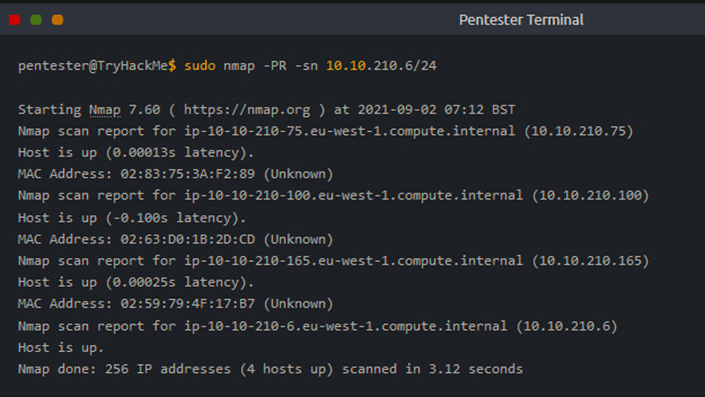 Pentester Terminal
pentester@TryHackMe$ sudo nmap -PR -sn 10.10.210.6/24
Starting Nmap 7.60 ( https://nmap.org ) at 2021-09-02 07:12 BST
Nmap scan report for ip-10-10-210-75.eu-west-1.compute.internal (10.10.210.75)
Host is up (0.00013s latency).
MAC Address: 02:83:75:3A:F2:89 (Unknown)
Nmap scan report for ip-10-10-210-100.eu-west-1.compute.internal (10.10.210.100)
Host is up (-0.100s latency).
MAC Address: 02:63:D0:1B:2D:CD (Unknown)
Nmap scan report for ip-10-10-210-165.eu-west-1.compute.internal (10.10.210.165)
Host is up (0.00025s latency).
MAC Address: 02:59:79:4F:17:B7 (Unknown)
Nmap scan report for ip-10-10-210-6.eu-west-1.compute.internal (10.10.210.6)
Host is up.
Nmap done: 256 IP addresses (4 hosts up) scanned in 3.12 seconds